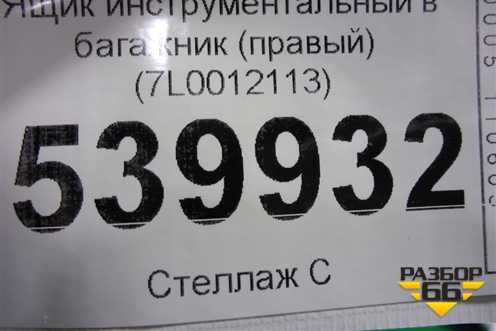 Ящик инструментальный в
багажник (правый)
(7L0012113)
539932
Стеллаж С
РАЗБОР
66